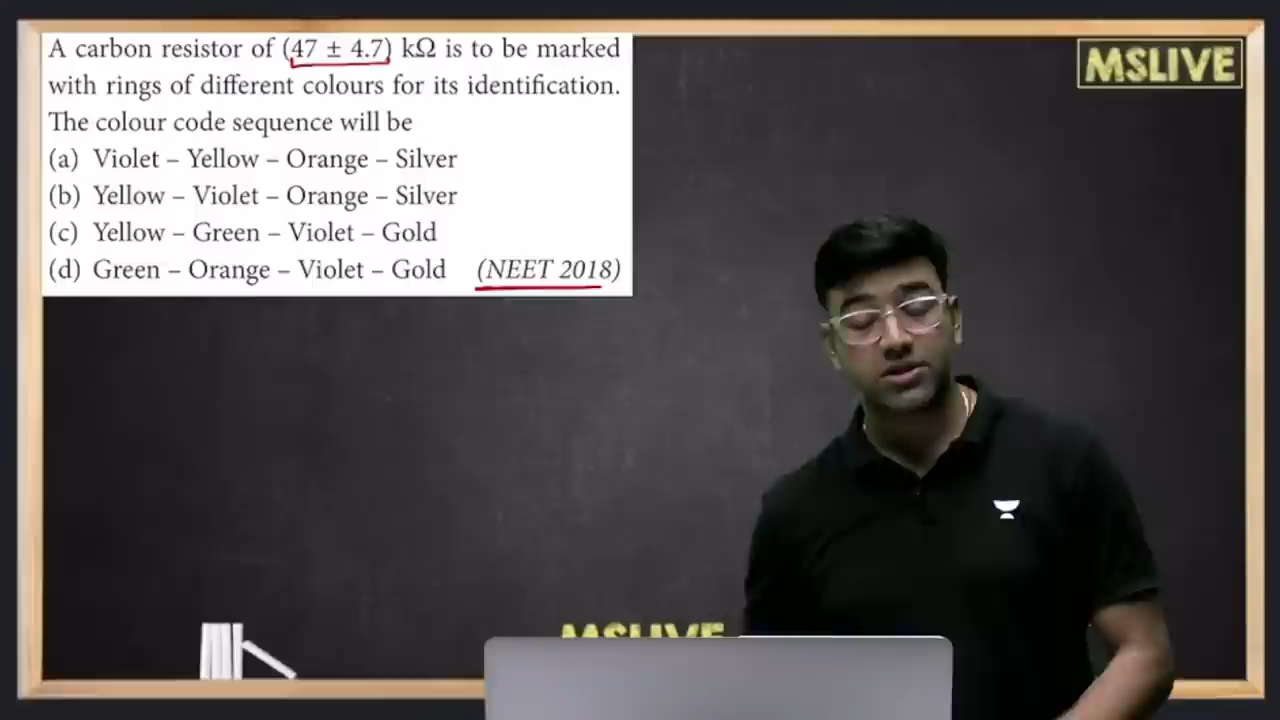 A carbon resistor of (47 ± 4.7) kΩ is to be marked
with rings of different colours for its identification.
The colour code sequence will be
(a) Violet – Yellow – Orange – Silver
(b) Yellow – Violet – Orange – Silver
(c) Yellow – Green – Violet – Gold
(d) Green – Orange – Violet – Gold (NEET 2018)
MSLIVE
MSLIVE